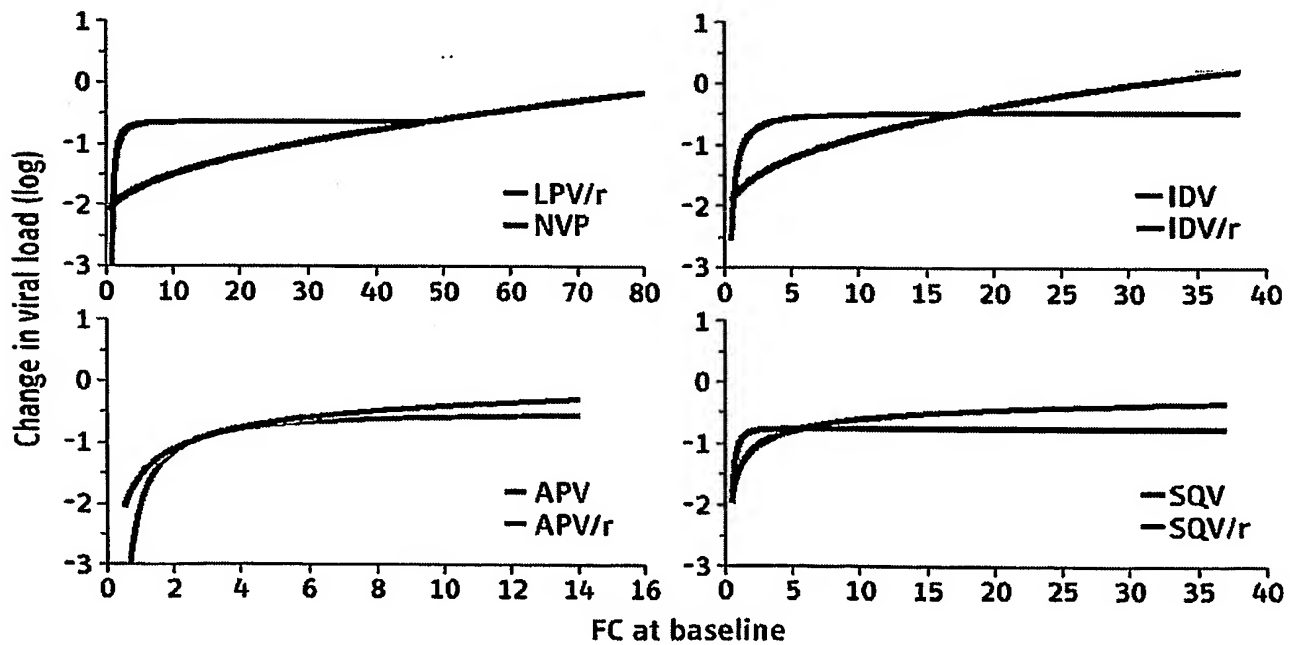 Change in viral load (log)
1
0
-1
-2
-3
0 10 20 30 40 50 60 70 80
LPV/r
NVP
1
0
-1
-2
-3
0 5 10 15 20 25 30 35 40
IDV
IDV/r
1
0
-1
-2
-3
0 2 4 6 8 10 12 14 16
APV
APV/r
1
0
-1
-2
-3
0 5 10 15 20 25 30 35 40
SQV
SQV/r
FC at baseline